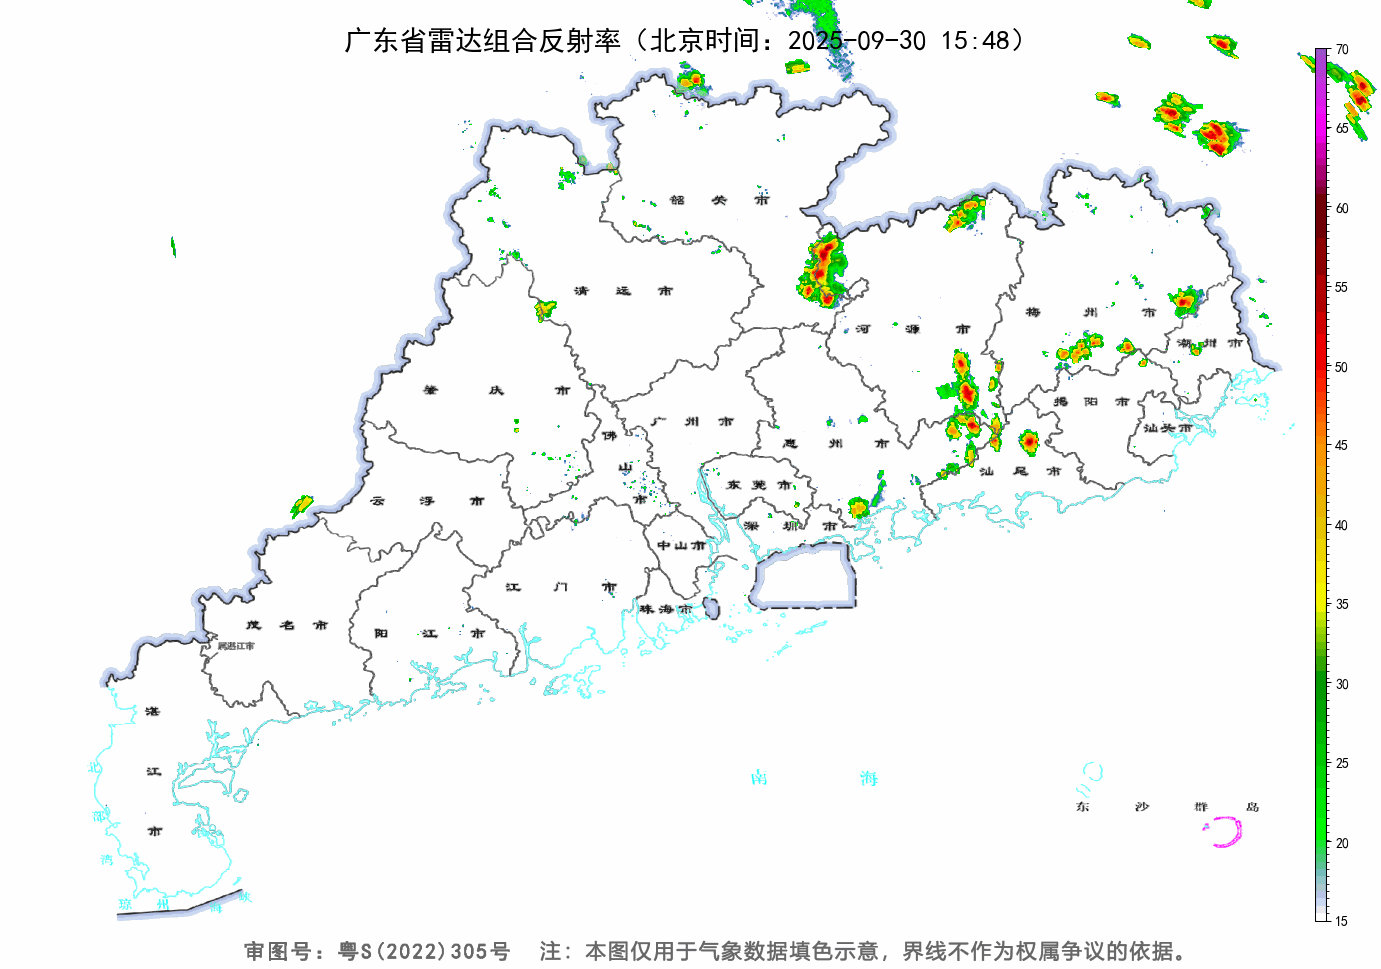 广东省雷达组合反射率（北京时间：2025-09-30 15:48）
70
65
60
55
50
45
40
35
30
25
20
15
韶 关 市
清 远 市
河 源 市
梅 州 市
潮 州 市
肇 庆 市
广 州 市
佛 山 市
惠 州 市
揭 阳 市
汕头市
汕 尾 市
东 莞 市
云 浮 市
深 圳 市
中山市
江 门 市
珠海市
茂 名 市
阳 江 市
属湛江市
湛 江 市
北 部 湾
琼 州 海 峡
南 海
东 沙 群 岛
审图号：粤S(2022)305号 注：本图仅用于气象数据填色示意，界线不作为权属争议的依据。